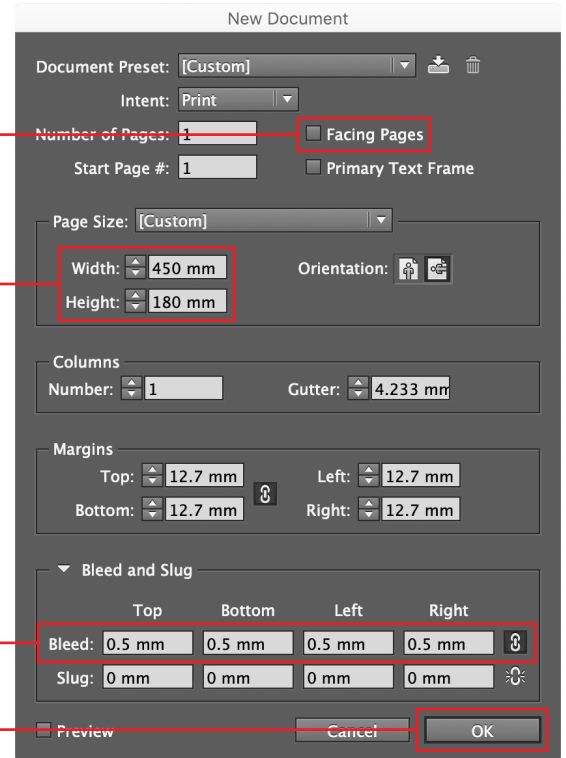 New Document
Document Preset: [Custom]
Intent: Print
Number of Pages: 1 Facing Pages
Start Page #: 1 Primary Text Frame
Page Size: [Custom]
Width: 450 mm Orientation:
Height: 180 mm
Columns
Number: 1 Gutter: 4.233 mm
Margins
Top: 12.7 mm Left: 12.7 mm
Bottom: 12.7 mm Right: 12.7 mm
Bleed and Slug
Top Bottom Left Right
Bleed: 0.5 mm 0.5 mm 0.5 mm 0.5 mm
Slug: 0 mm 0 mm 0 mm 0 mm
Preview Cancel OK